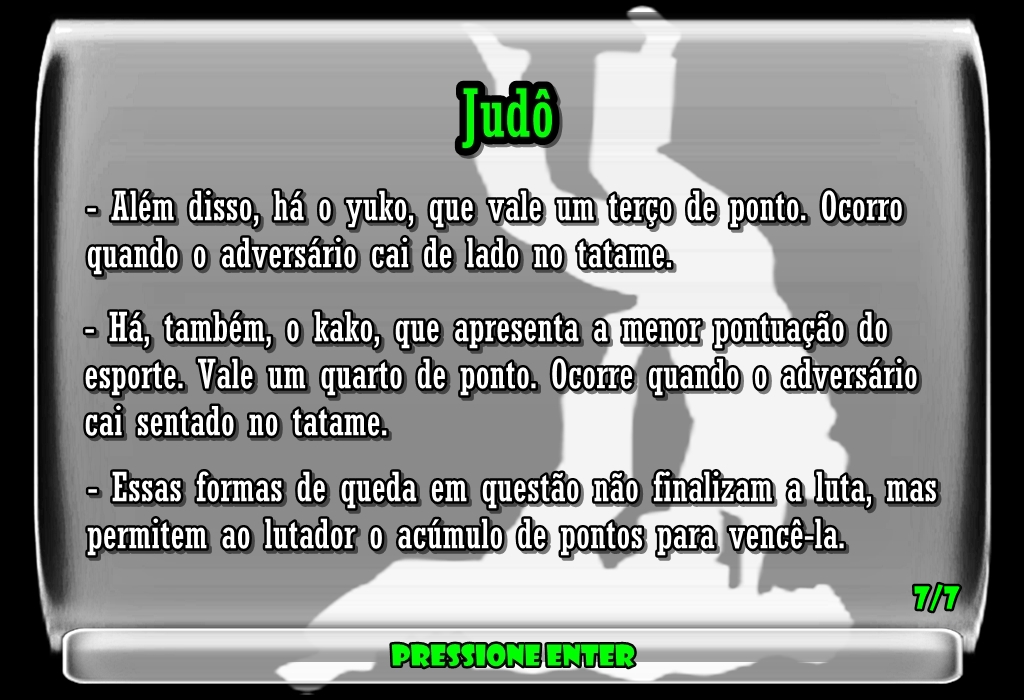 Judô
- Além disso, há o yuko, que vale um terço de ponto. Ocorro
quando o adversário cai de lado no tatame.
- Há, também, o kako, que apresenta a menor pontuação do
esporte. Vale um quarto de ponto. Ocorre quando o adversário
cai sentado no tatame.
- Essas formas de queda em questão não finalizam a luta, mas
permitem ao lutador o acúmulo de pontos para vencê-la.
7/7
PRESSIONE ENTER